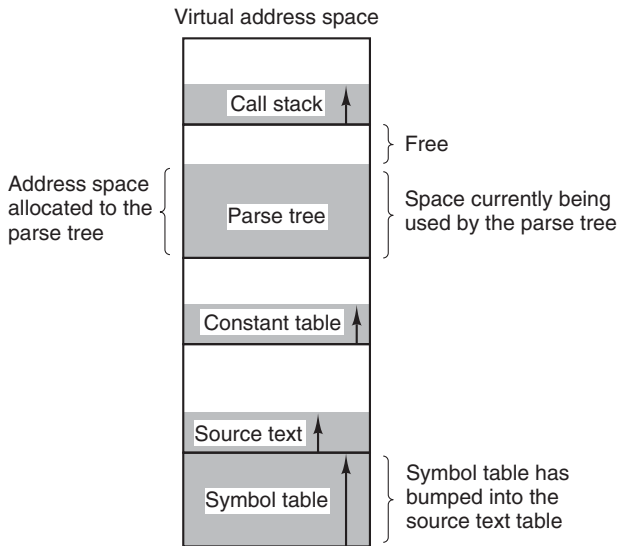 Virtual address space
Call stack
Free
Address space
allocated to the
parse tree
Parse tree
Space currently being
used by the parse tree
Constant table
Source text
Symbol table
Symbol table has
bumped into the
source text table